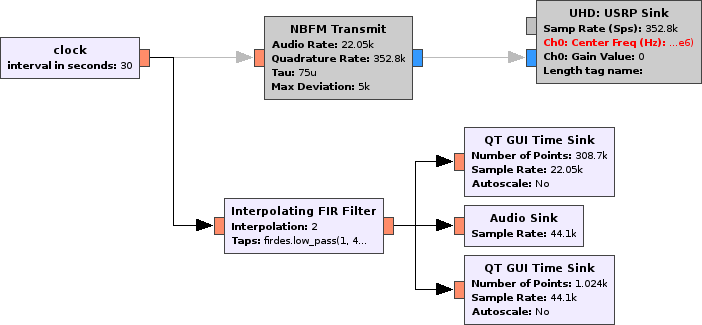 clock
interval in seconds: 30
NBFM Transmit
Audio Rate: 22.05k
Quadrature Rate: 352.8k
Tau: 75u
Max Deviation: 5k
UHD: USRP Sink
Samp Rate (Sps): 352.8k
Ch0: Center Freq (Hz): ...e6)
Ch0: Gain Value: 0
Length tag name:
Interpolating FIR Filter
Interpolation: 2
Taps: firdes.low_pass(1, 4...
QT GUI Time Sink
Number of Points: 308.7k
Sample Rate: 22.05k
Autoscale: No
Audio Sink
Sample Rate: 44.1k
QT GUI Time Sink
Number of Points: 1.024k
Sample Rate: 44.1k
Autoscale: No